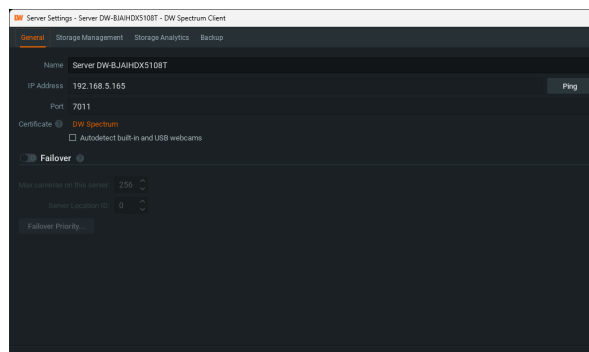 DW Server Settings - Server DW-BJAIHDX5108T - DW Spectrum Client
General Storage Management Storage Analytics Backup
Name Server DW-BJAIHDX5108T
IP Address 192.168.5.165 Ping
Port 7011
Certificate ? DW Spectrum
Autodetect built-in and USB webcams
Failover ?
Max cameras on this server: 256
Server Location ID: 0
Failover Priority...